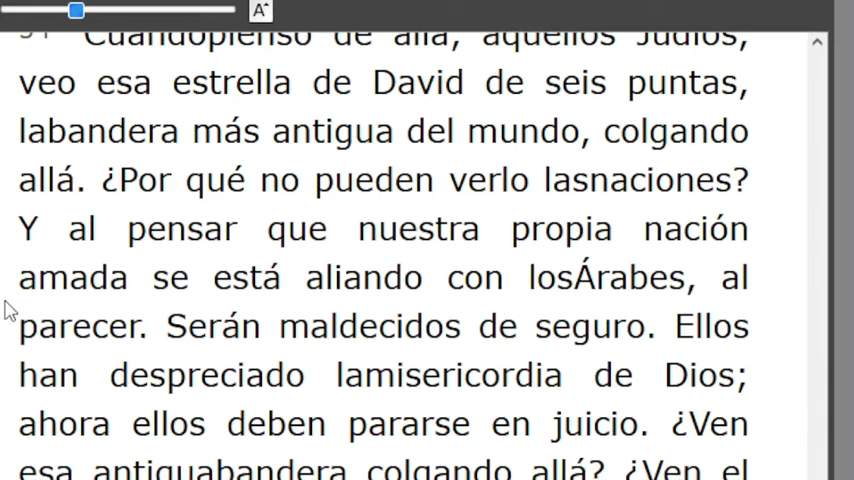 A
Cuandopienso de allá, aquellos Judíos,
veo esa estrella de David de seis puntas,
labandera más antigua del mundo, colgando
allá. ¿Por qué no pueden verlo lasnaciones?
Y al pensar que nuestra propia nación
amada se está aliando con losÁrabes, al
parecer. Serán maldecidos de seguro. Ellos
han despreciado lamisericordia de Dios;
ahora ellos deben pararse en juicio. ¿Ven
esa antiguabandera colgando allá? ¿Ven el